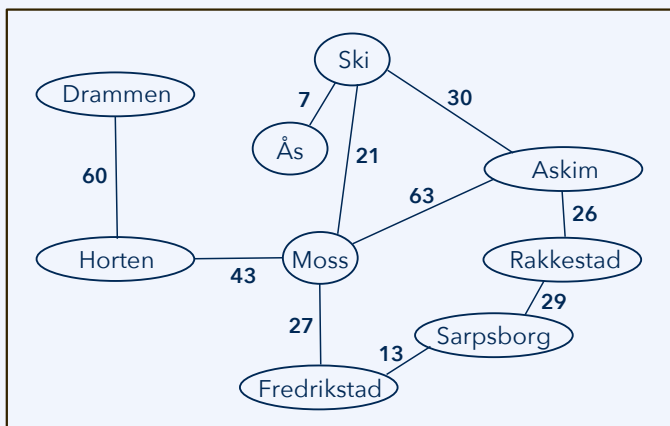 Ski
Drammen
7
30
Ås
21
Askim
60
63
26
Horten
43
Moss
Rakkestad
29
27
Sarpsborg
13
Fredrikstad